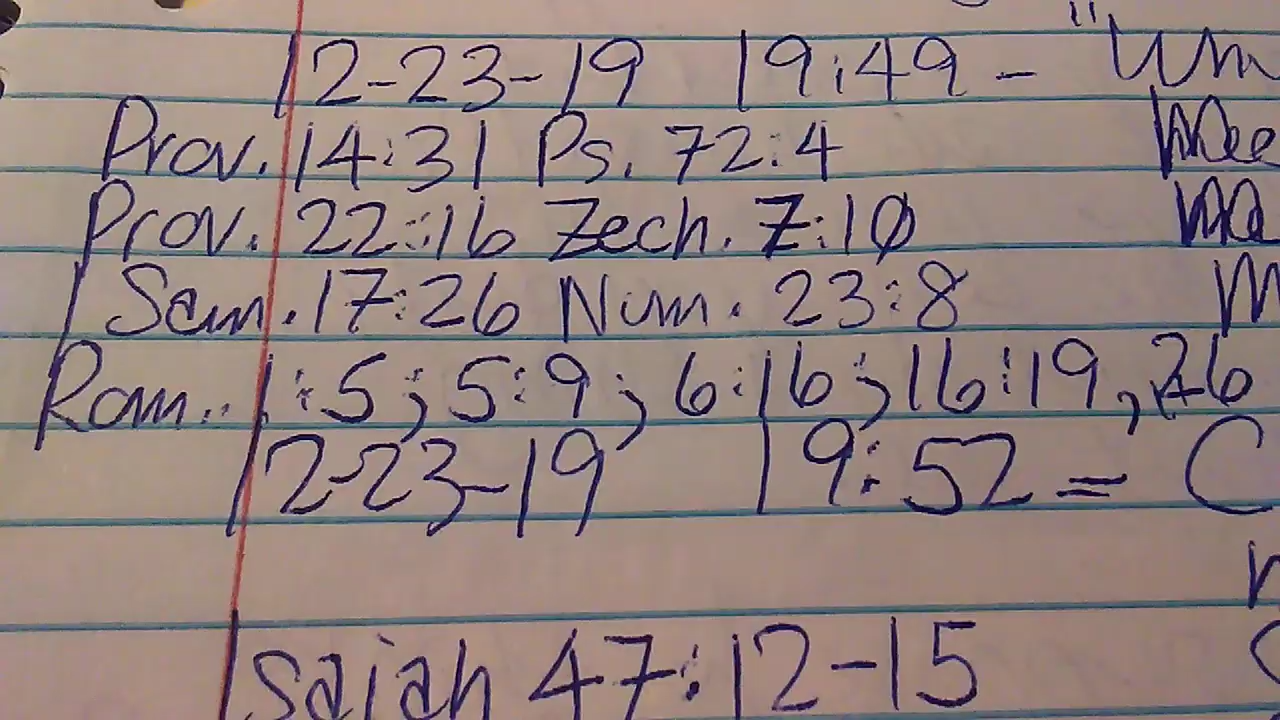 12-23-19 19:49 - "
Prov. 14:31 Ps. 72:4
Prov. 22:16 Zech. 7:10
1 Sam. 17:26 Num. 23:8
Rom. 1:5; 5:9; 6:16; 16:19, 26
12-23-19 19:52 = C
Isaiah 47:12-15